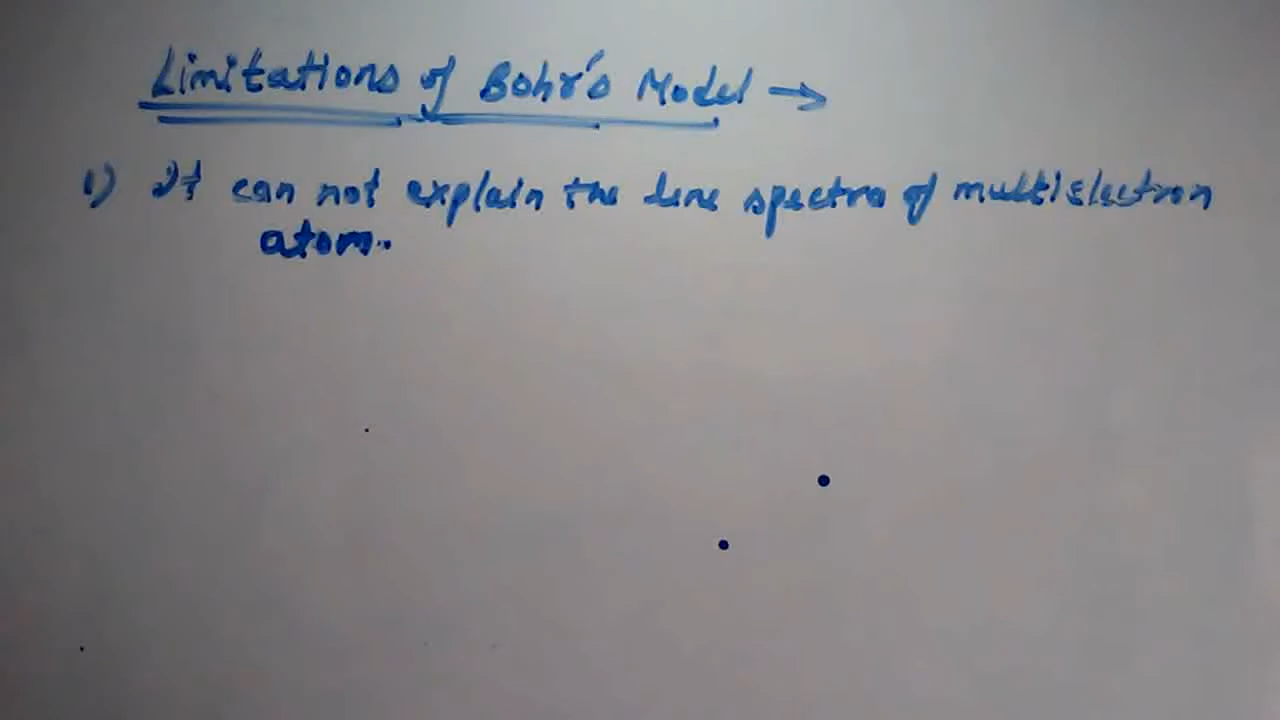 Limitations of Bohr's Model →
1) It can not explain the line spectra of multielectron
atom.